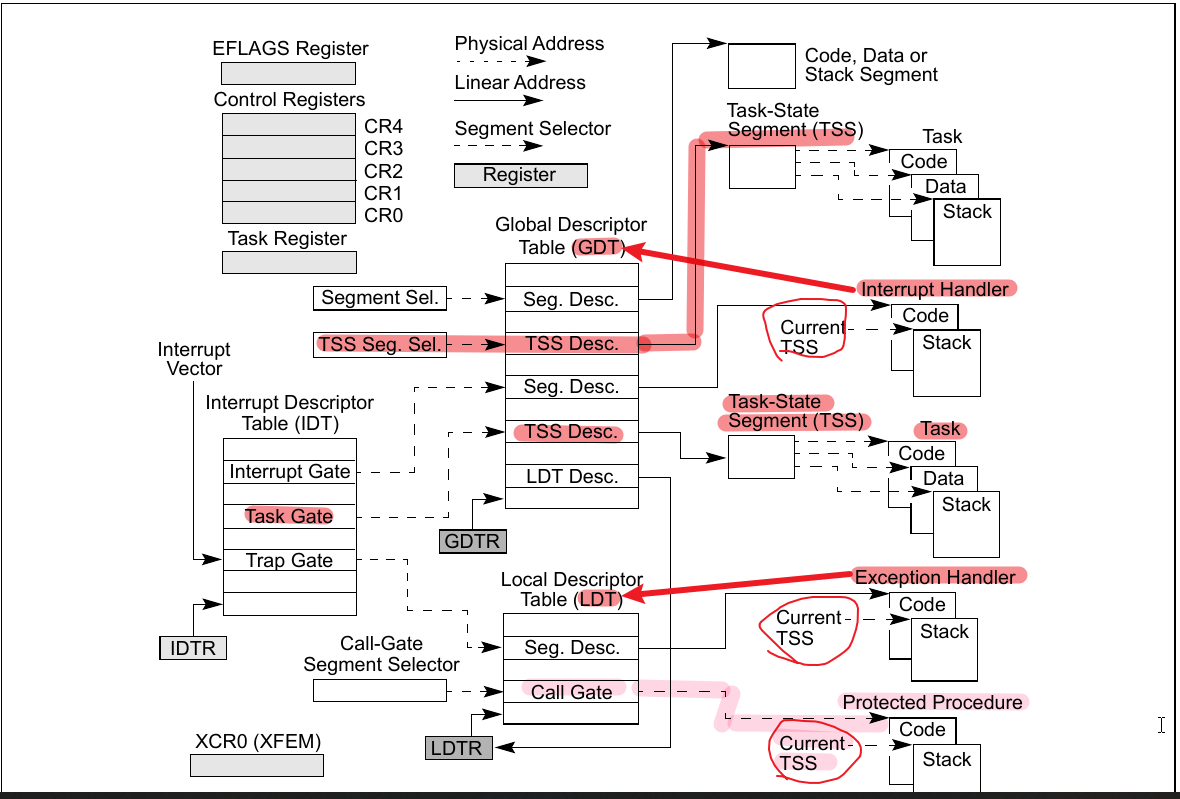 EFLAGS Register
Control Registers
CR4
CR3
CR2
CR1
CR0
Task Register
Physical Address
Linear Address
Segment Selector
Register
Code, Data or
Stack Segment
Task-State
Segment (TSS)
Task
Code
Data
Stack
Global Descriptor
Table (GDT)
Segment Sel.
Seg. Desc.
TSS Seg. Sel.
TSS Desc.
Seg. Desc.
TSS Desc.
LDT Desc.
GDTR
Interrupt Handler
Code
Current
TSS
Stack
Interrupt
Vector
Interrupt Descriptor
Table (IDT)
Interrupt Gate
Task Gate
Trap Gate
IDTR
Task-State
Segment (TSS)
Task
Code
Data
Stack
Local Descriptor
Table (LDT)
Call-Gate
Segment Selector
Seg. Desc.
Call Gate
LDTR
Exception Handler
Code
Current
TSS
Stack
Protected Procedure
Code
Current
TSS
Stack
XCR0 (XFEM)